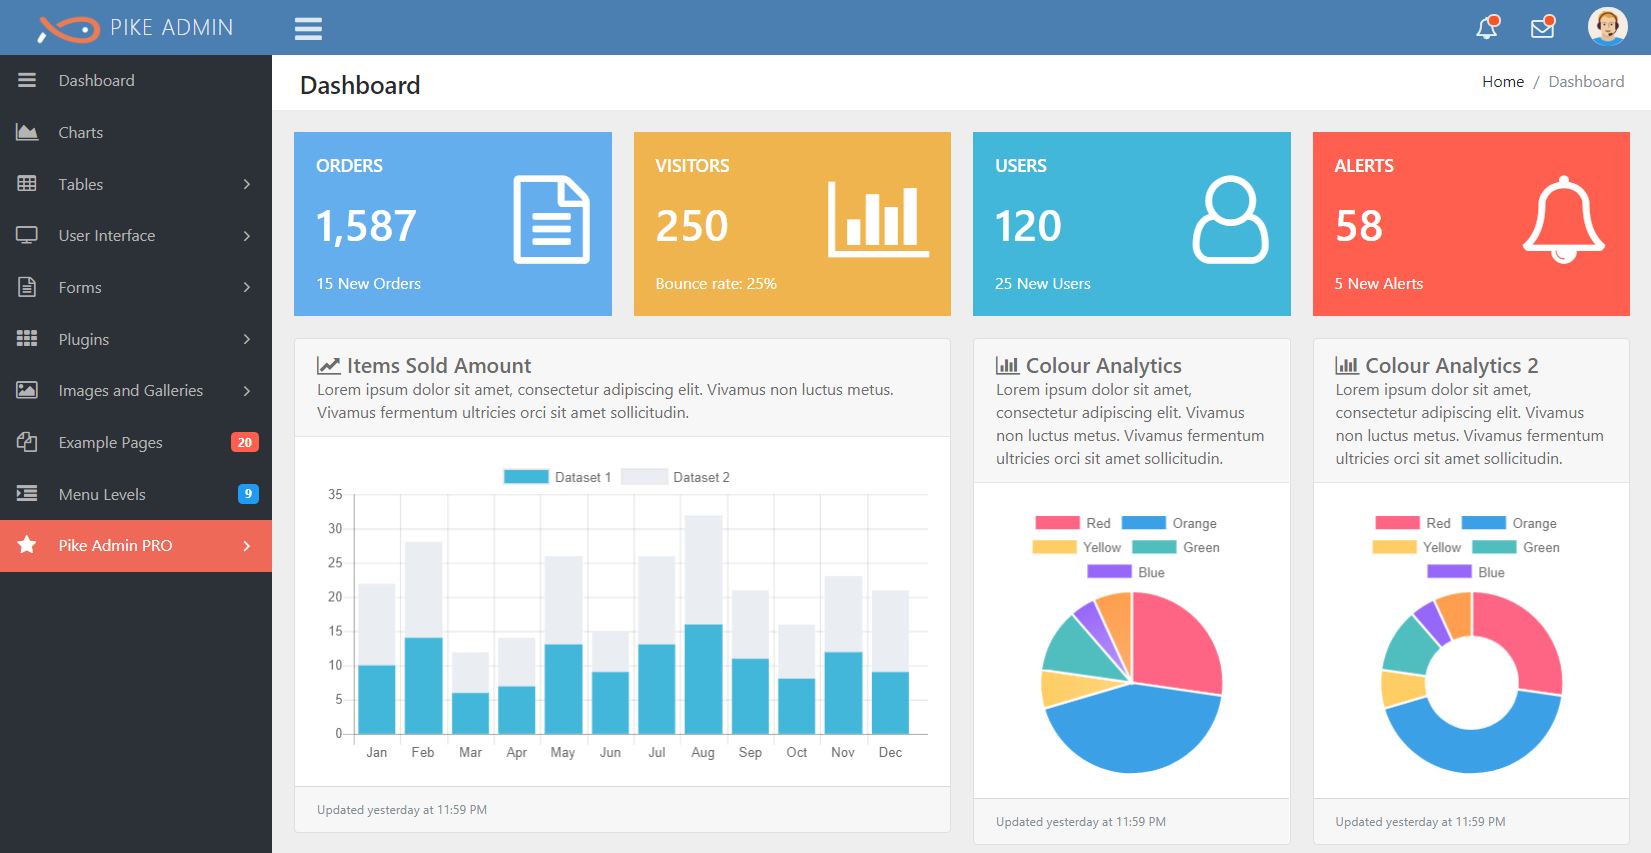 PIKE ADMIN
Dashboard
Charts
Tables
User Interface
Forms
Plugins
Images and Galleries
Example Pages 20
Menu Levels 9
Pike Admin PRO
Dashboard
Home / Dashboard
ORDERS
1,587
15 New Orders
VISITORS
250
Bounce rate: 25%
USERS
120
25 New Users
ALERTS
58
5 New Alerts
Items Sold Amount
Lorem ipsum dolor sit amet, consectetur adipiscing elit. Vivamus non luctus metus.
Vivamus fermentum ultricies orci sit amet sollicitudin.
Dataset 1 Dataset 2
35
30
25
20
15
10
5
0
Jan Feb Mar Apr May Jun Jul Aug Sep Oct Nov Dec
Updated yesterday at 11:59 PM
Colour Analytics
Lorem ipsum dolor sit amet,
consectetur adipiscing elit. Vivamus
non luctus metus. Vivamus fermentum
ultricies orci sit amet sollicitudin.
Red Orange
Yellow Green
Blue
Updated yesterday at 11:59 PM
Colour Analytics 2
Lorem ipsum dolor sit amet,
consectetur adipiscing elit. Vivamus
non luctus metus. Vivamus fermentum
ultricies orci sit amet sollicitudin.
Red Orange
Yellow Green
Blue
Updated yesterday at 11:59 PM